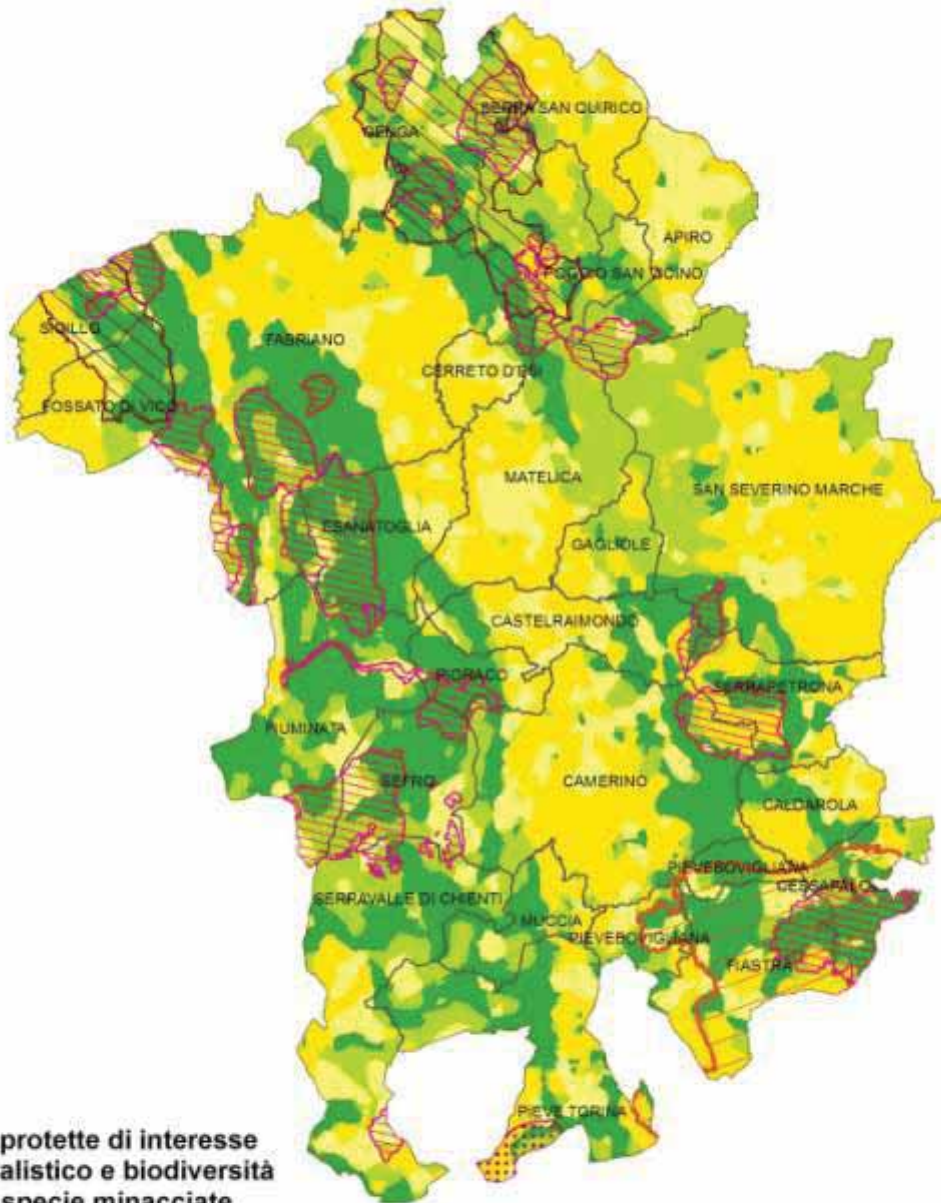 SERRA SAN QUIRICO
GENGA
APIRO
POGGIO SAN VICINO
SIGILLO
FABRIANO
CERRETO D'ESI
FOSSATO DI VICO
MATELICA
SAN SEVERINO MARCHE
ESANATOGLIA
GAGLIOLE
CASTELRAIMONDO
PIORACO
SERRAPETRONA
FIUMINATA
SEFRO
CAMERINO
CALDAROLA
PIEVEBOVIGLIANA
CESSAPALO
SERRAVALLE DI CHIENTI
MUCCIA
PIEVEBOVIGLIANA
FIASTRA
PIEVE TORINA
protette di interesse
alistico e biodiversità
specie minacciate